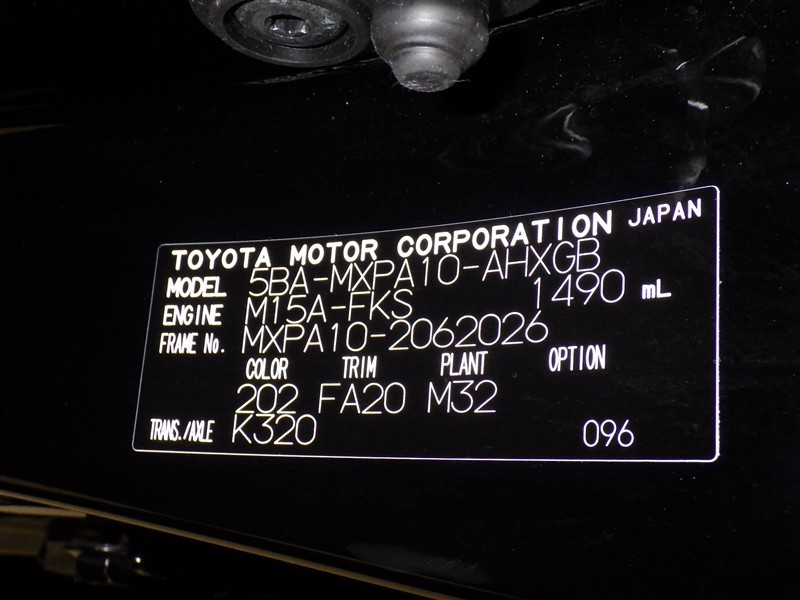 TOYOTA MOTOR CORPORATION JAPAN
MODEL 5BA-MXPA10-AHXGB
ENGINE M15A-FKS 1490 mL
FRAME No. MXPA10-2062026
COLOR TRIM PLANT OPTION
202 FA20 M32
TRANS./AXLE K320 096